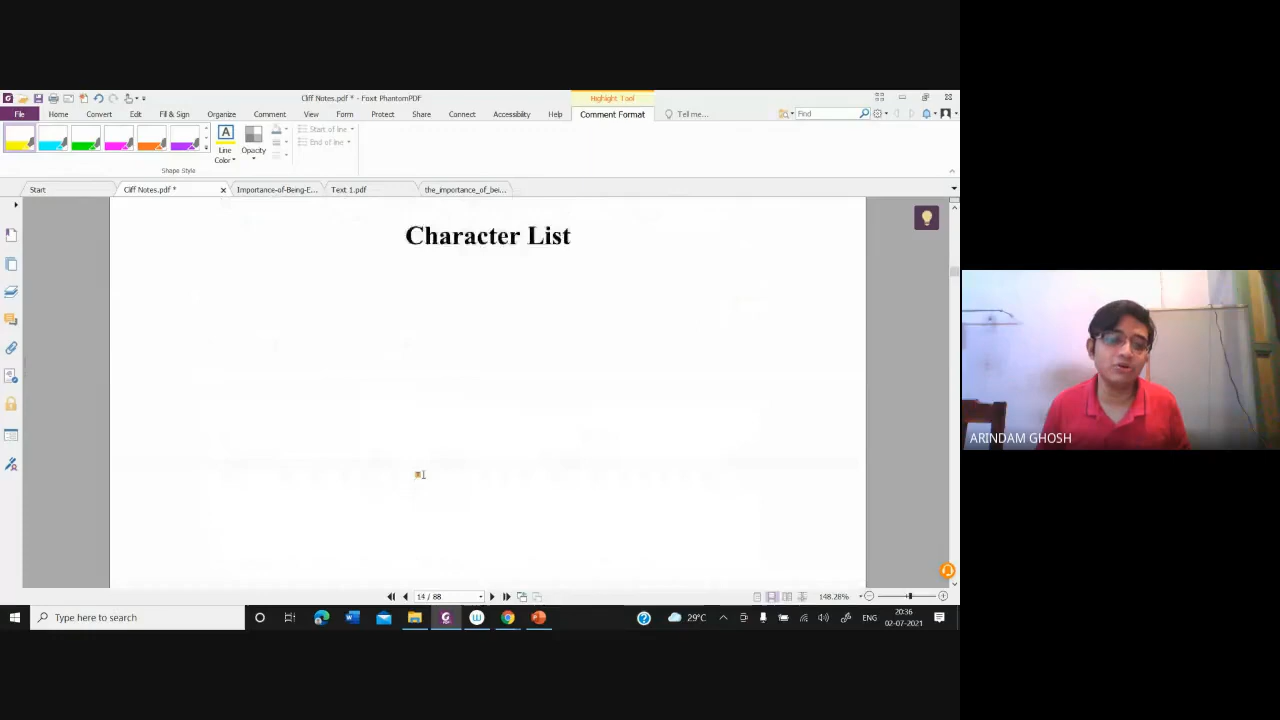 Cliff Notes.pdf * - Foxit PhantomPDF
Highlight Tool
File Home Convert Edit Fill & Sign Organize Comment View Form Protect Share Connect Accessibility Help Comment Format Tell me... Find
Line
Color
Opacity
Start of line
End of line
Shape Style
Start Cliff Notes.pdf * Importance-of-Being-E... Text 1.pdf the_importance_of_bei...
Character List
ARINDAM GHOSH
14 / 88
148.28%
Type here to search
29°C
ENG
20:36
02-07-2021